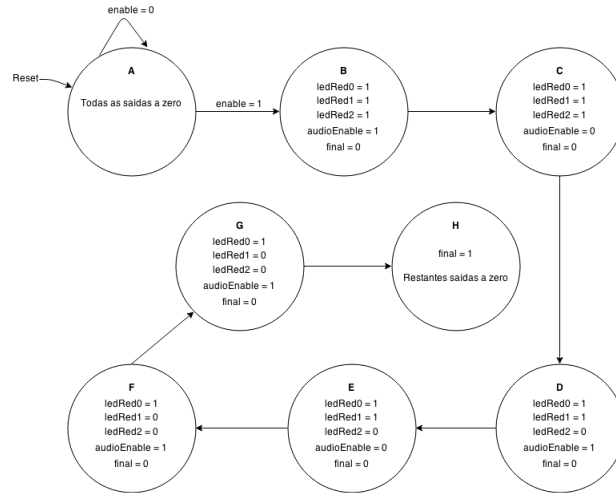 enable = 0
Reset
A
Todas as saidas a zero
enable = 1
B
ledRed0 = 1
ledRed1 = 1
ledRed2 = 1
audioEnable = 1
final = 0
C
ledRed0 = 1
ledRed1 = 1
ledRed2 = 1
audioEnable = 0
final = 0
G
ledRed0 = 1
ledRed1 = 0
ledRed2 = 0
audioEnable = 1
final = 0
H
final = 1
Restantes saidas a zero
F
ledRed0 = 1
ledRed1 = 0
ledRed2 = 0
audioEnable = 1
final = 0
E
ledRed0 = 1
ledRed1 = 1
ledRed2 = 0
audioEnable = 0
final = 0
D
ledRed0 = 1
ledRed1 = 1
ledRed2 = 0
audioEnable = 1
final = 0